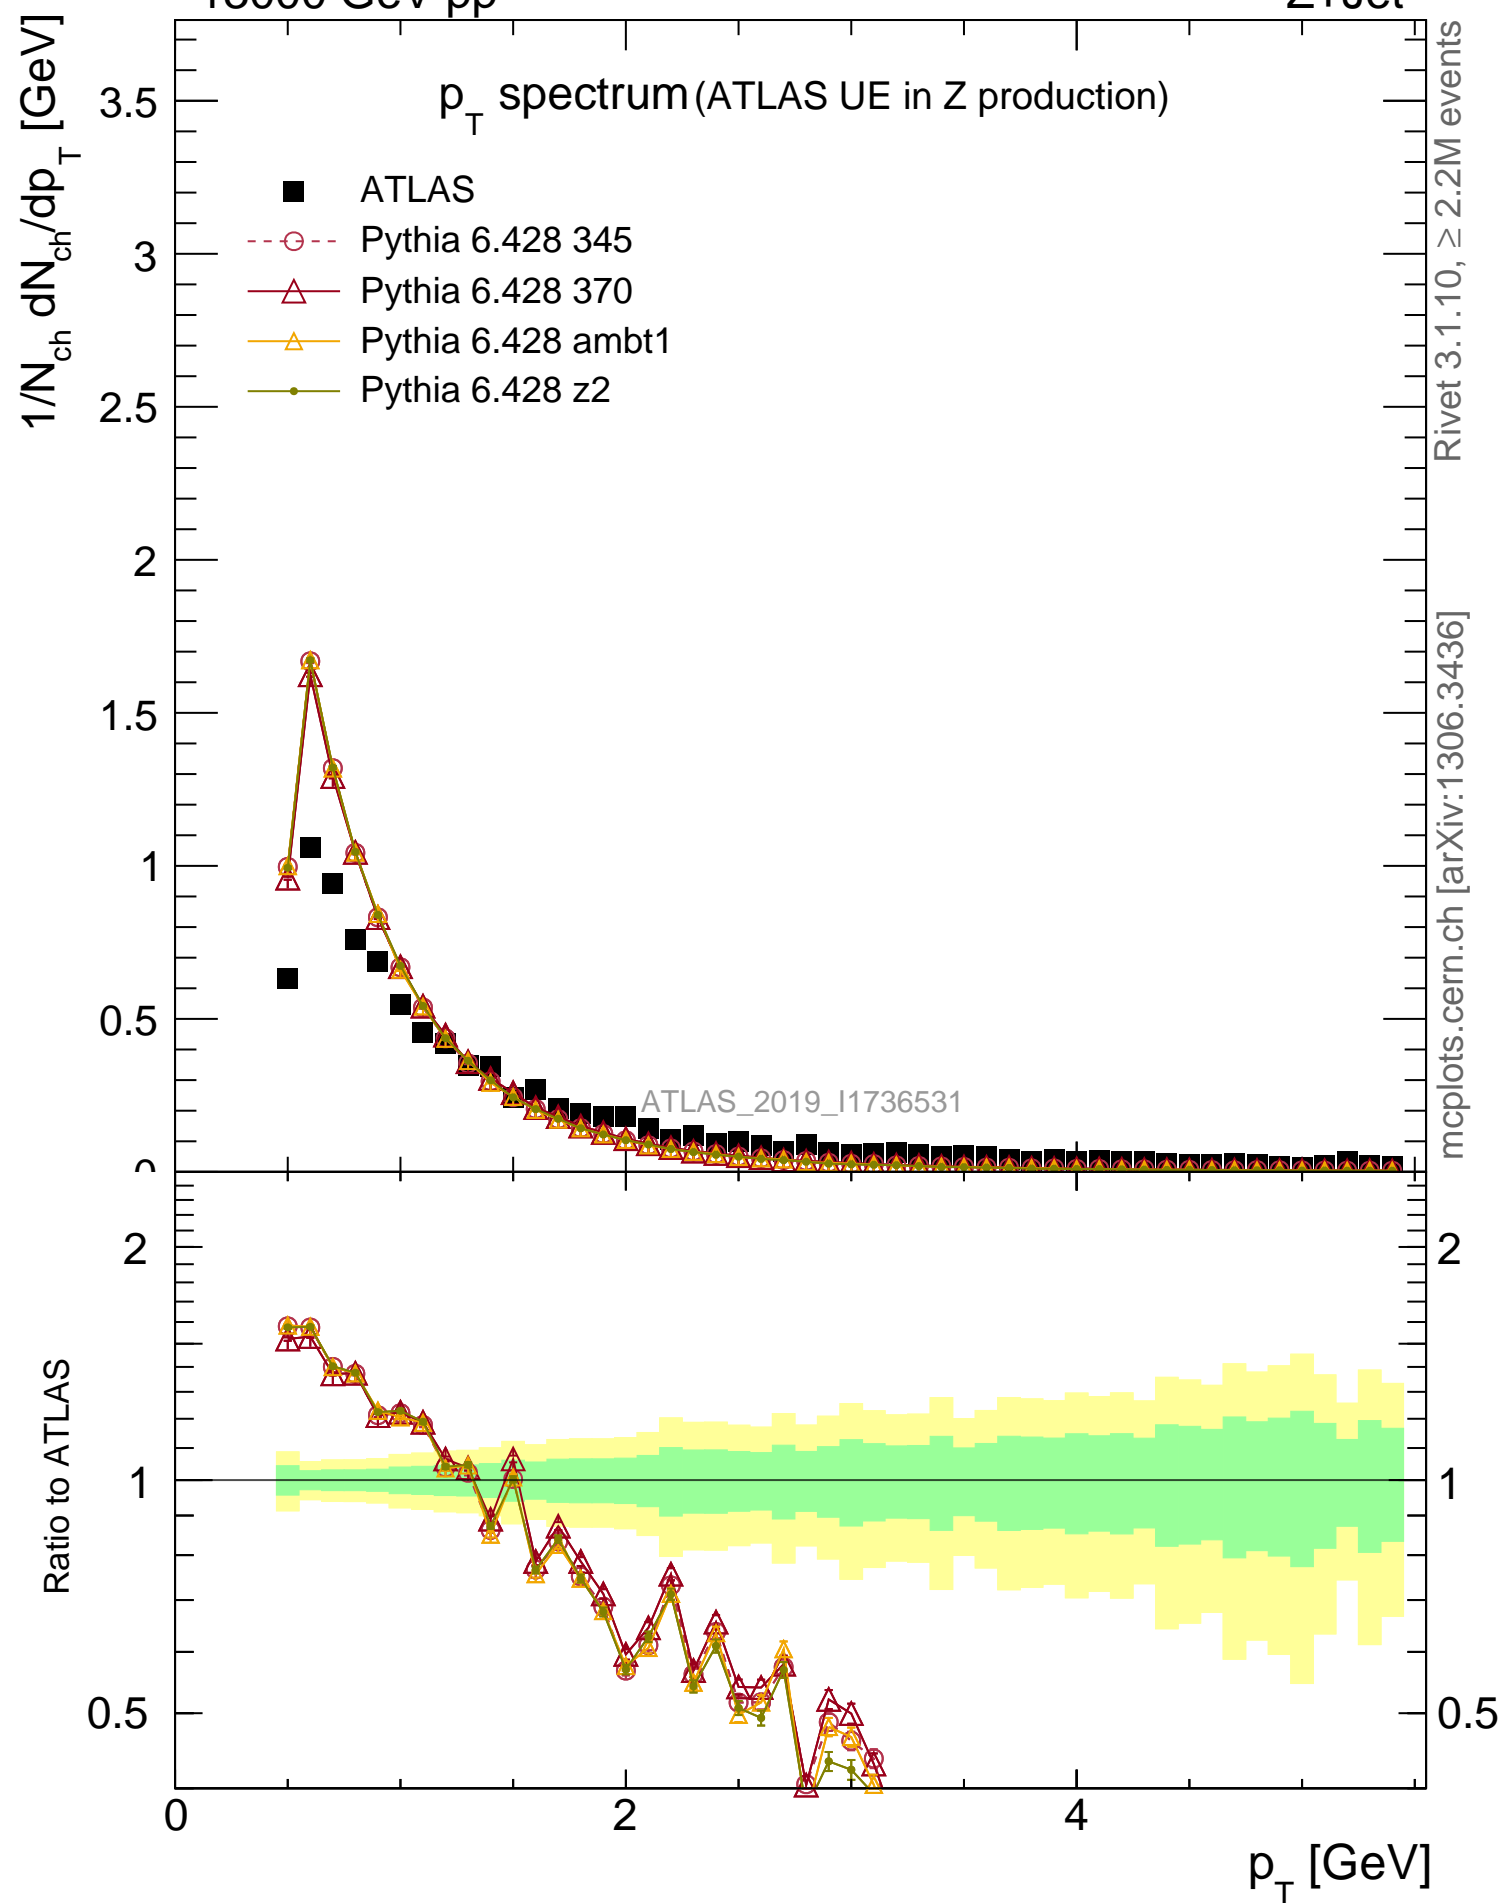 Z+Jet
p_T spectrum (ATLAS UE in Z production)
1/N_ch dN_ch/dp_T [GeV]
3.5
3
2.5
2
1.5
1
0.5
0
ATLAS
Pythia 6.428 345
Pythia 6.428 370
Pythia 6.428 ambt1
Pythia 6.428 z2
ATLAS_2019_I1736531
Rivet 3.1.10, ≥ 2.2M events
mcplots.cern.ch [arXiv:1306.3436]
Ratio to ATLAS
2
1
0.5
2
1
0.5
0
2
4
p_T [GeV]